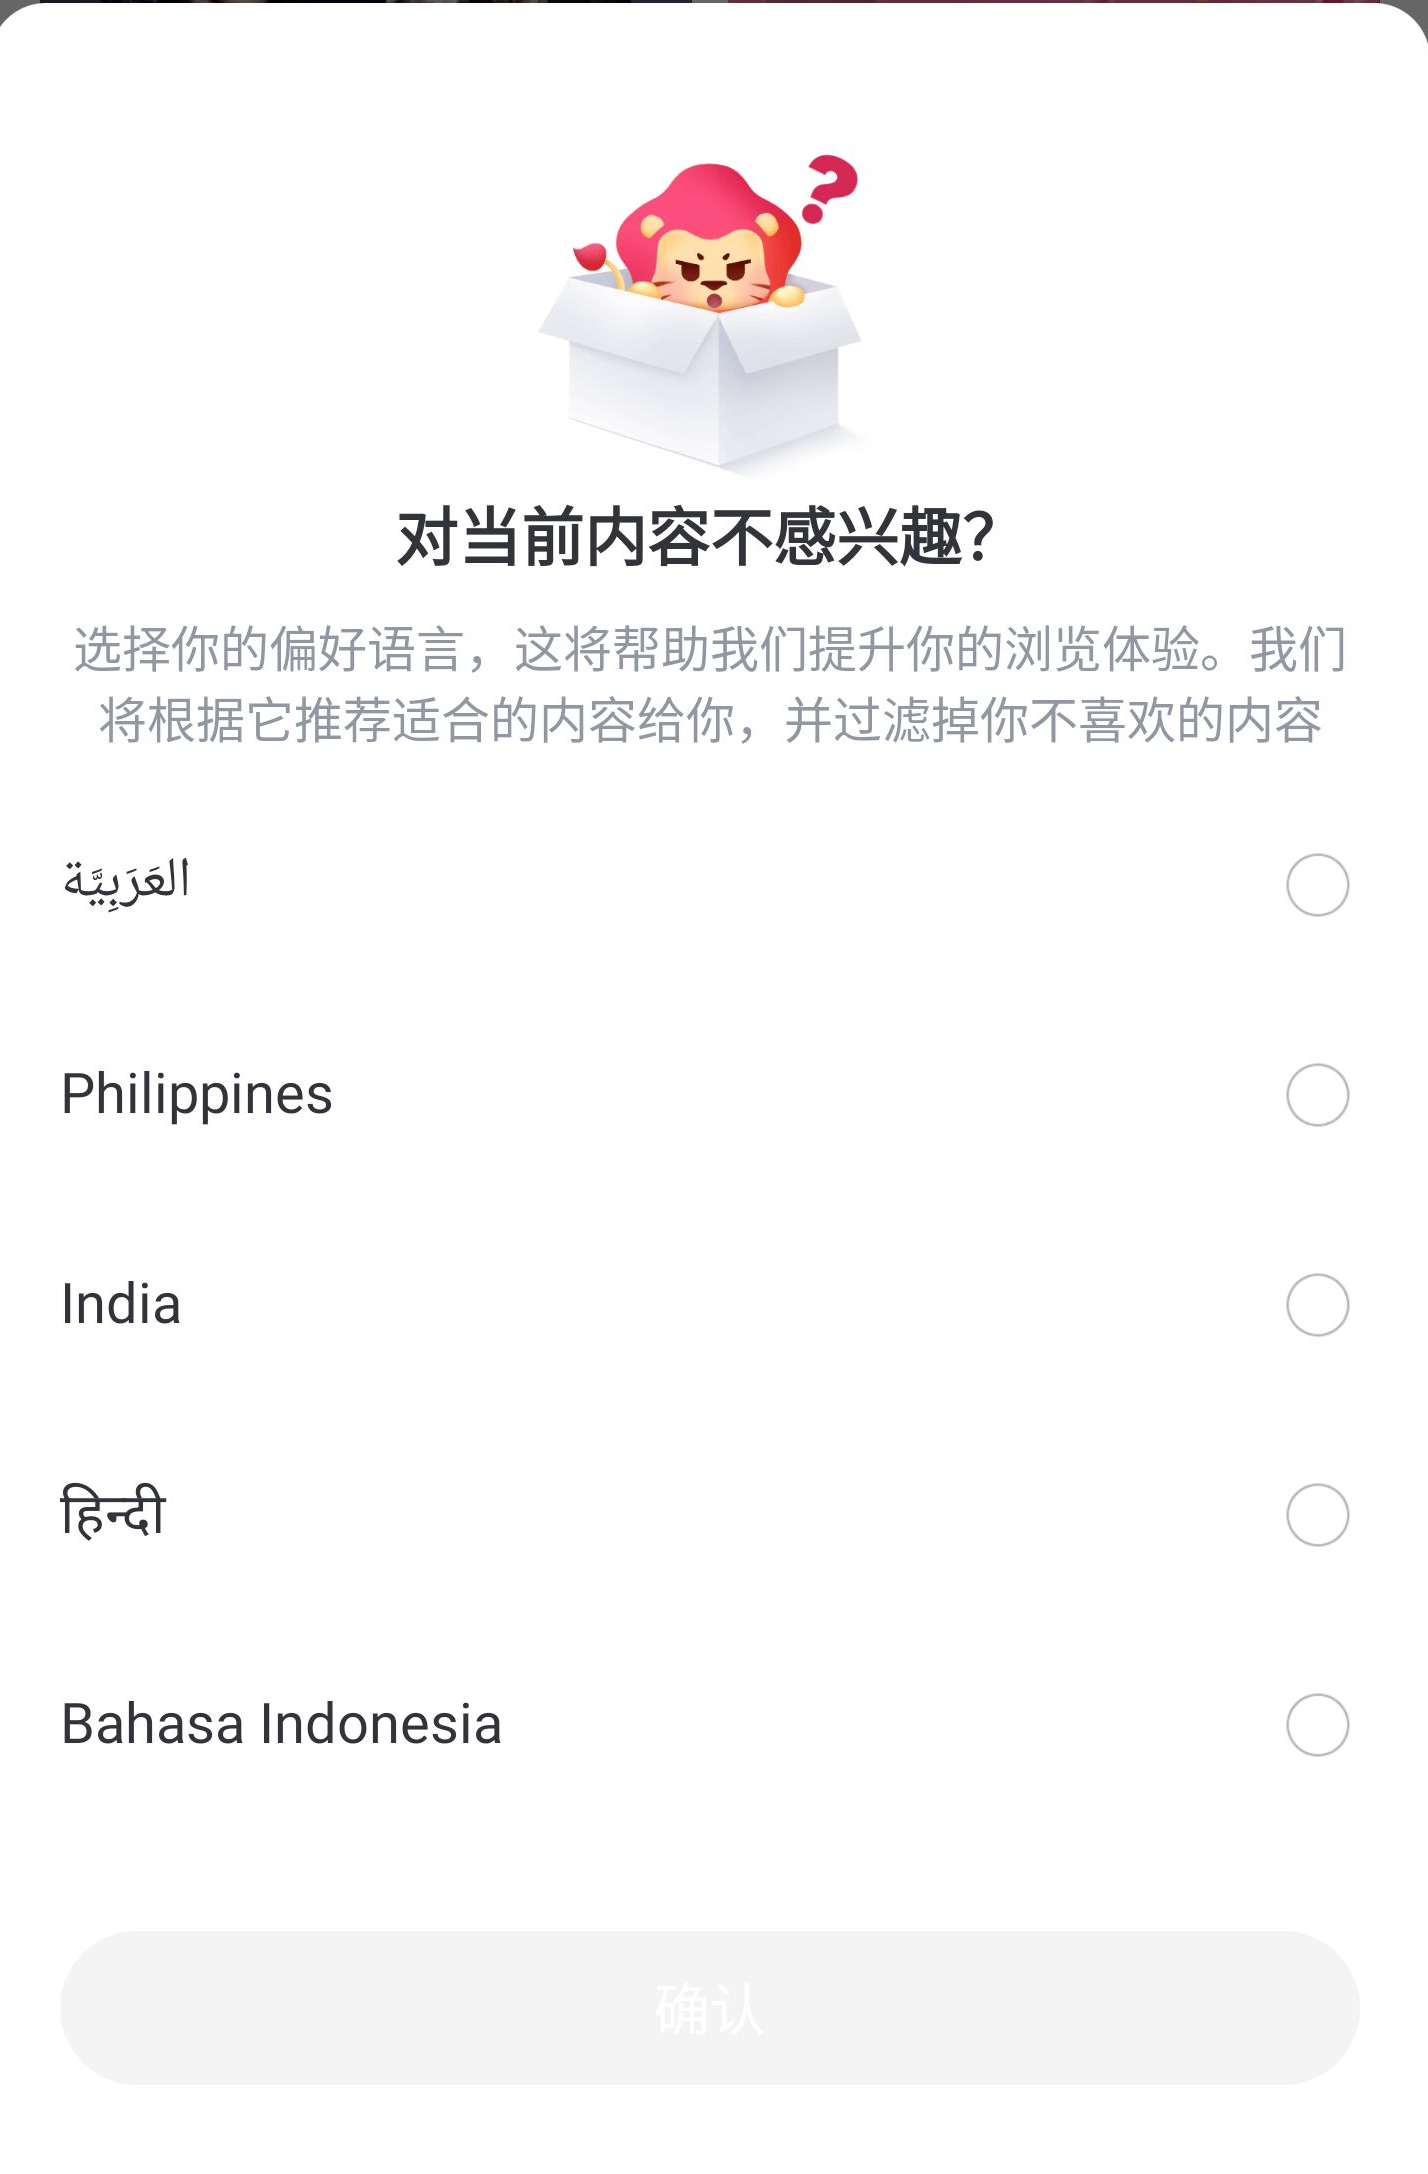 对当前内容不感兴趣?
选择你的偏好语言，这将帮助我们提升你的浏览体验。我们
将根据它推荐适合的内容给你，并过滤掉你不喜欢的内容
العَرَبِيَّة
Philippines
India
हिन्दी
Bahasa Indonesia
确认